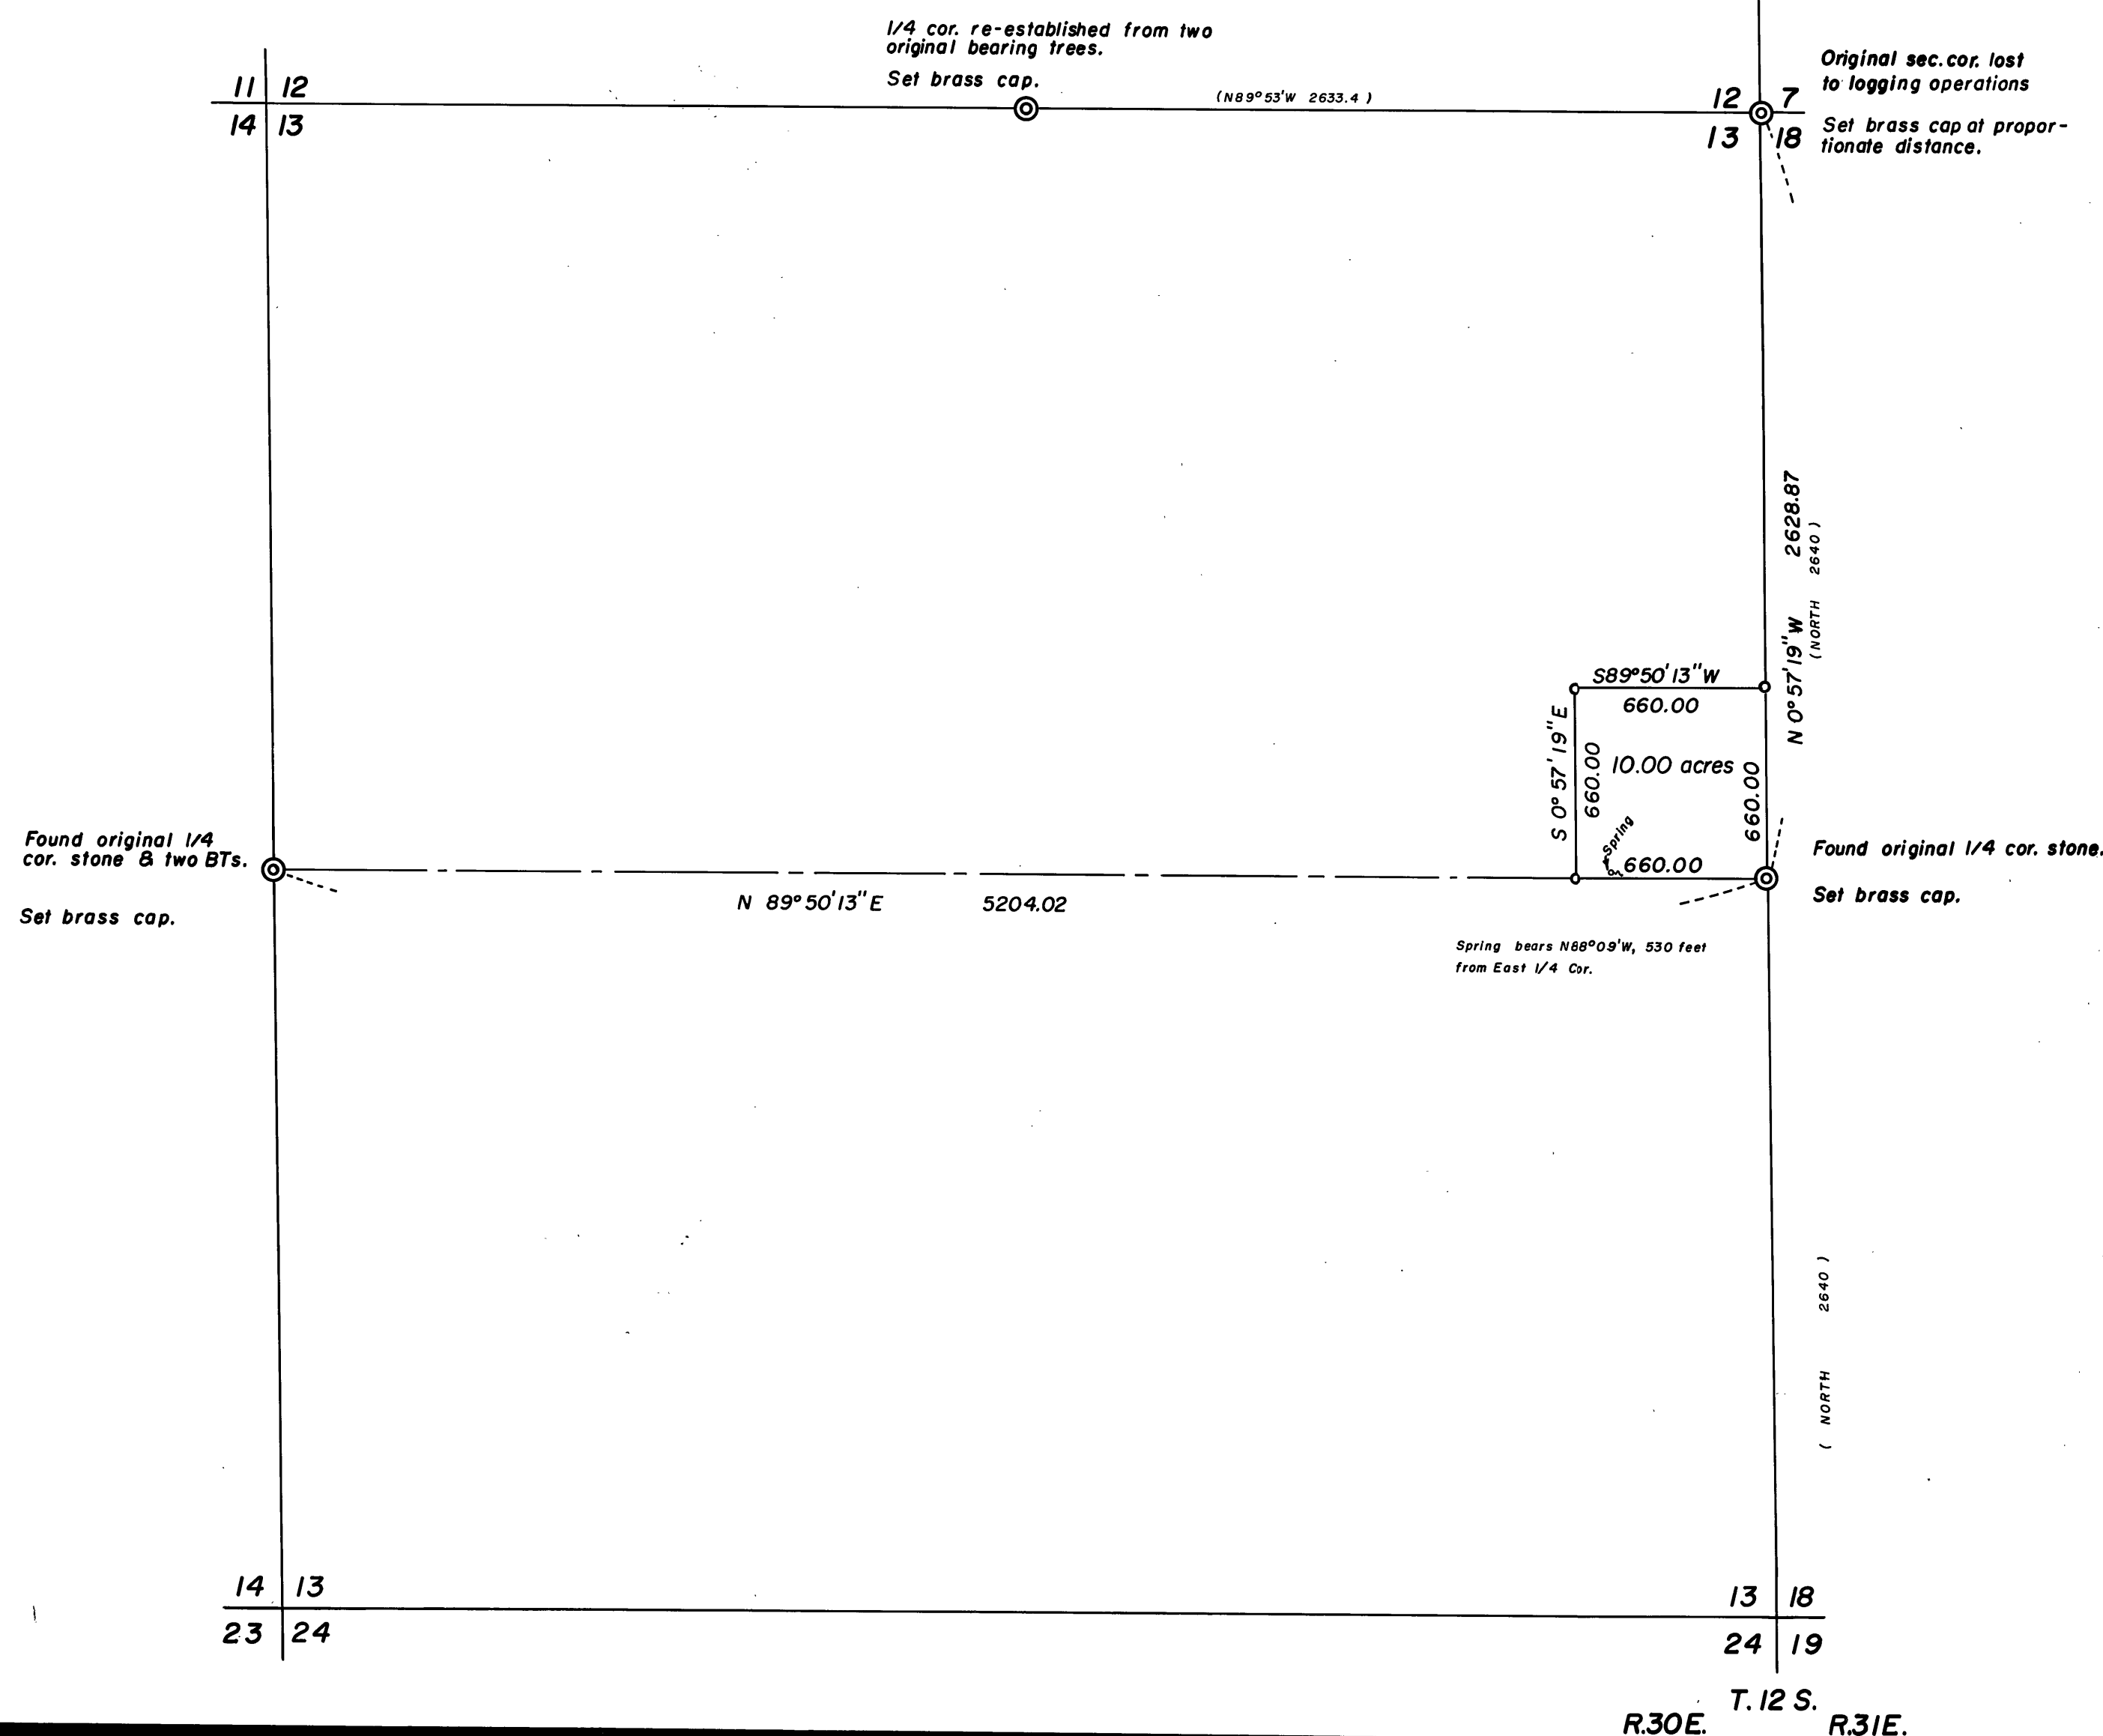 1/4 cor. re-established from two
original bearing trees.
Set brass cap.
Original sec. cor. lost
to logging operations
Set brass cap at propor-
tionate distance.
11 12
14 13
(N89°53'W 2633.4)
12 7
13 18
N 0°57'19"W 2628.87
(NORTH 2640)
S89°50'13"W
660.00
S 0°57'19"E
660.00
10.00 acres
660.00
Spring
660.00
Found original 1/4
cor. stone & two BTs.
Set brass cap.
Found original 1/4 cor. stone.
Set brass cap.
N 89°50'13"E 5204.02
Spring bears N88°09'W, 530 feet
from East 1/4 Cor.
(NORTH 2640)
14 13
23 24
13 18
24 19
T. 12 S.
R.30E. R.31E.